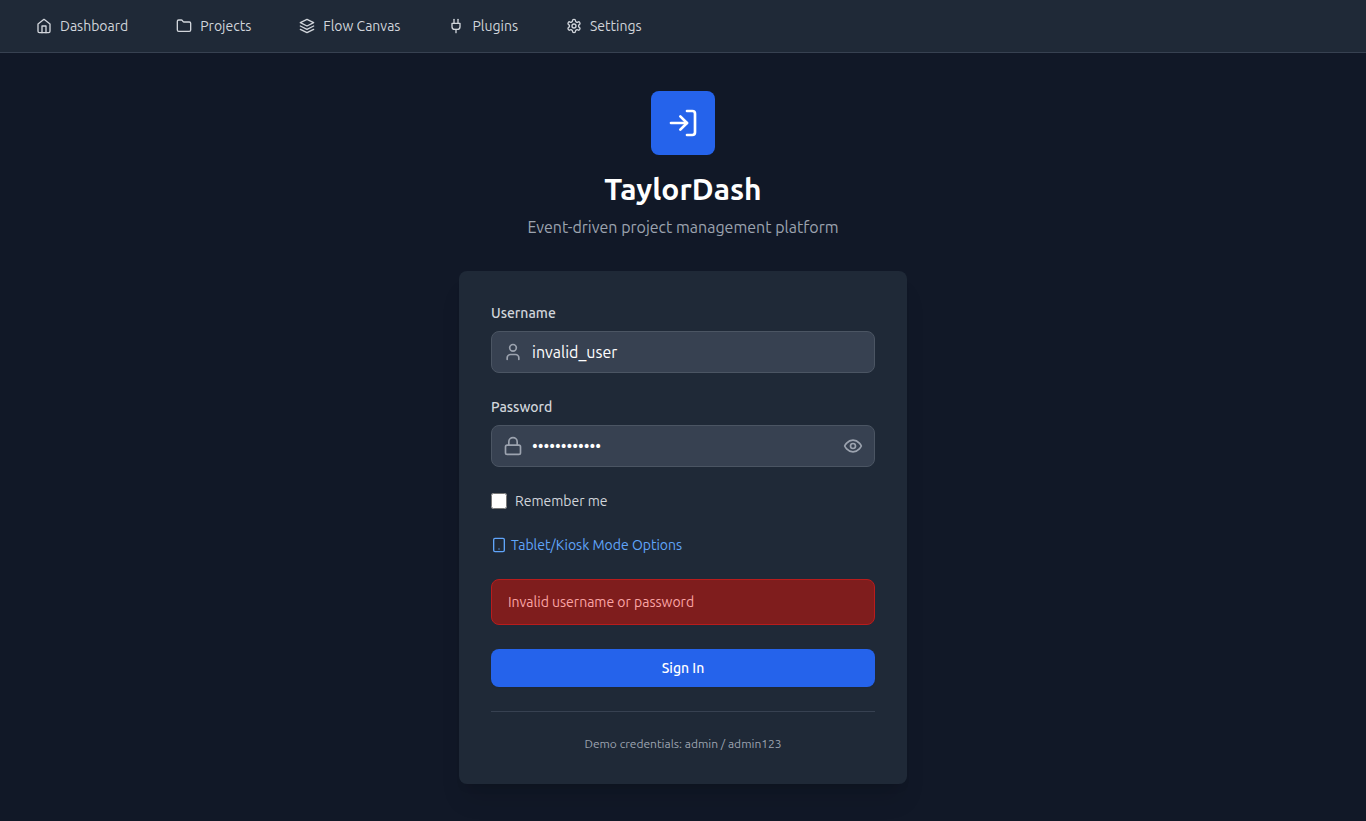 Dashboard Projects Flow Canvas Plugins Settings
TaylorDash
Event-driven project management platform
Username
invalid_user
Password
••••••••••••
Remember me
Tablet/Kiosk Mode Options
Invalid username or password
Sign In
Demo credentials: admin / admin123